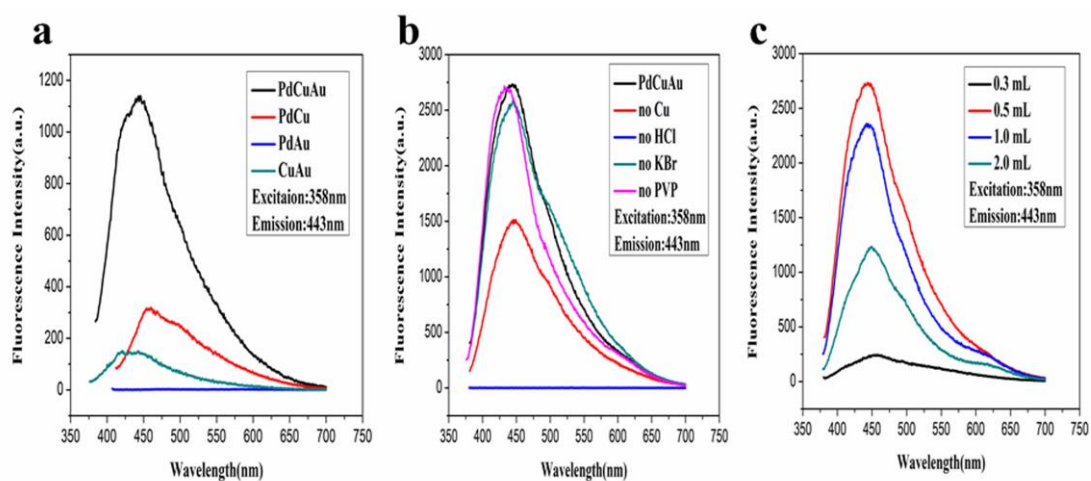 a
1200
1000
800
600
400
200
0
350 400 450 500 550 600 650 700 750
Wavelength(nm)
Fluorescence Intensity(a.u.)
PdCuAu
PdCu
PdAu
CuAu
Excitaion:358nm
Emission:443nm
b
3000
2500
2000
1500
1000
500
0
350 400 450 500 550 600 650 700 750
Wavelength(nm)
Fluorescence Intensity(a.u.)
PdCuAu
no Cu
no HCl
no KBr
no PVP
Excitation:358nm
Emission:443nm
c
3000
2500
2000
1500
1000
500
0
350 400 450 500 550 600 650 700 750
Wavelength(nm)
Fluorescence Intensity(a.u.)
0.3 mL
0.5 mL
1.0 mL
2.0 mL
Excitation:358nm
Emission:443nm